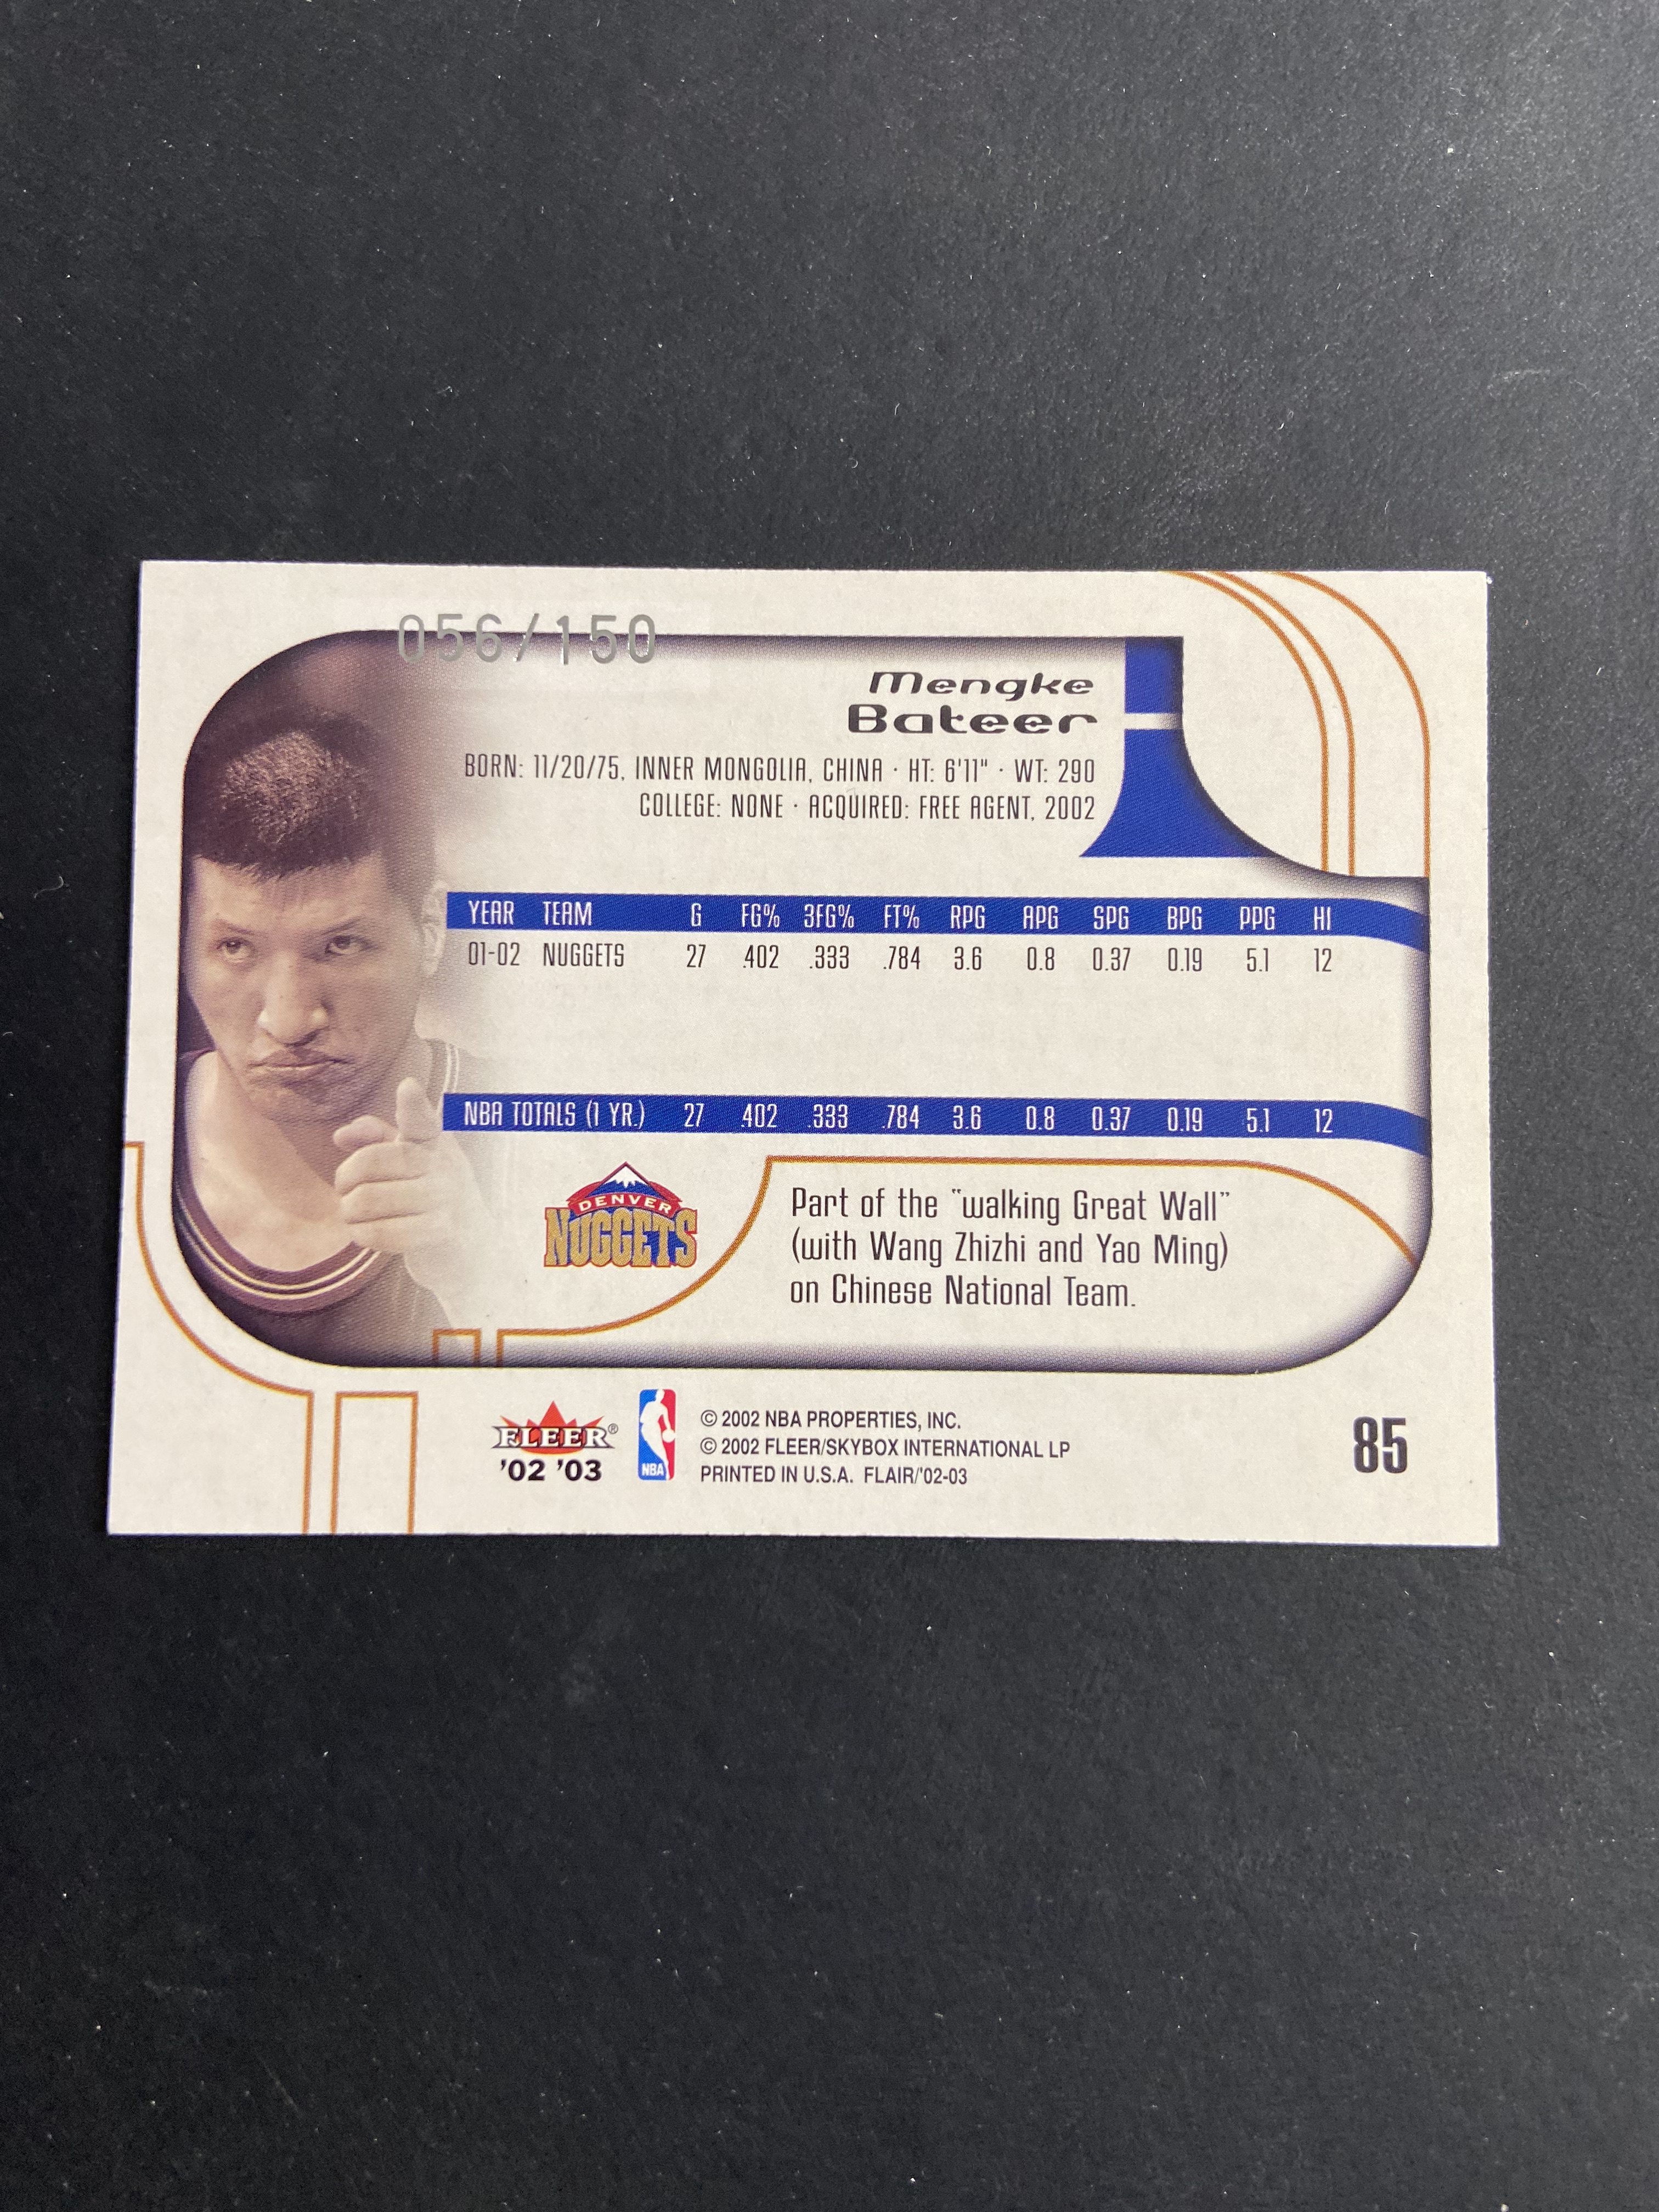 056/150
Mengke
Bateer
BORN: 11/20/75, INNER MONGOLIA, CHINA · HT: 6'11" · WT: 290
COLLEGE: NONE · ACQUIRED: FREE AGENT, 2002
YEAR TEAM G FG% 3FG% FT% RPG APG SPG BPG PPG HI
01-02 NUGGETS 27 .402 .333 .784 3.6 0.8 0.37 0.19 5.1 12
NBA TOTALS (1 YR.) 27 .402 .333 .784 3.6 0.8 0.37 0.19 5.1 12
DENVER
NUGGETS
Part of the "walking Great Wall"
(with Wang Zhizhi and Yao Ming)
on Chinese National Team.
FLEER®
'02 '03
NBA
© 2002 NBA PROPERTIES, INC.
© 2002 FLEER/SKYBOX INTERNATIONAL LP
PRINTED IN U.S.A. FLAIR/'02-03
85